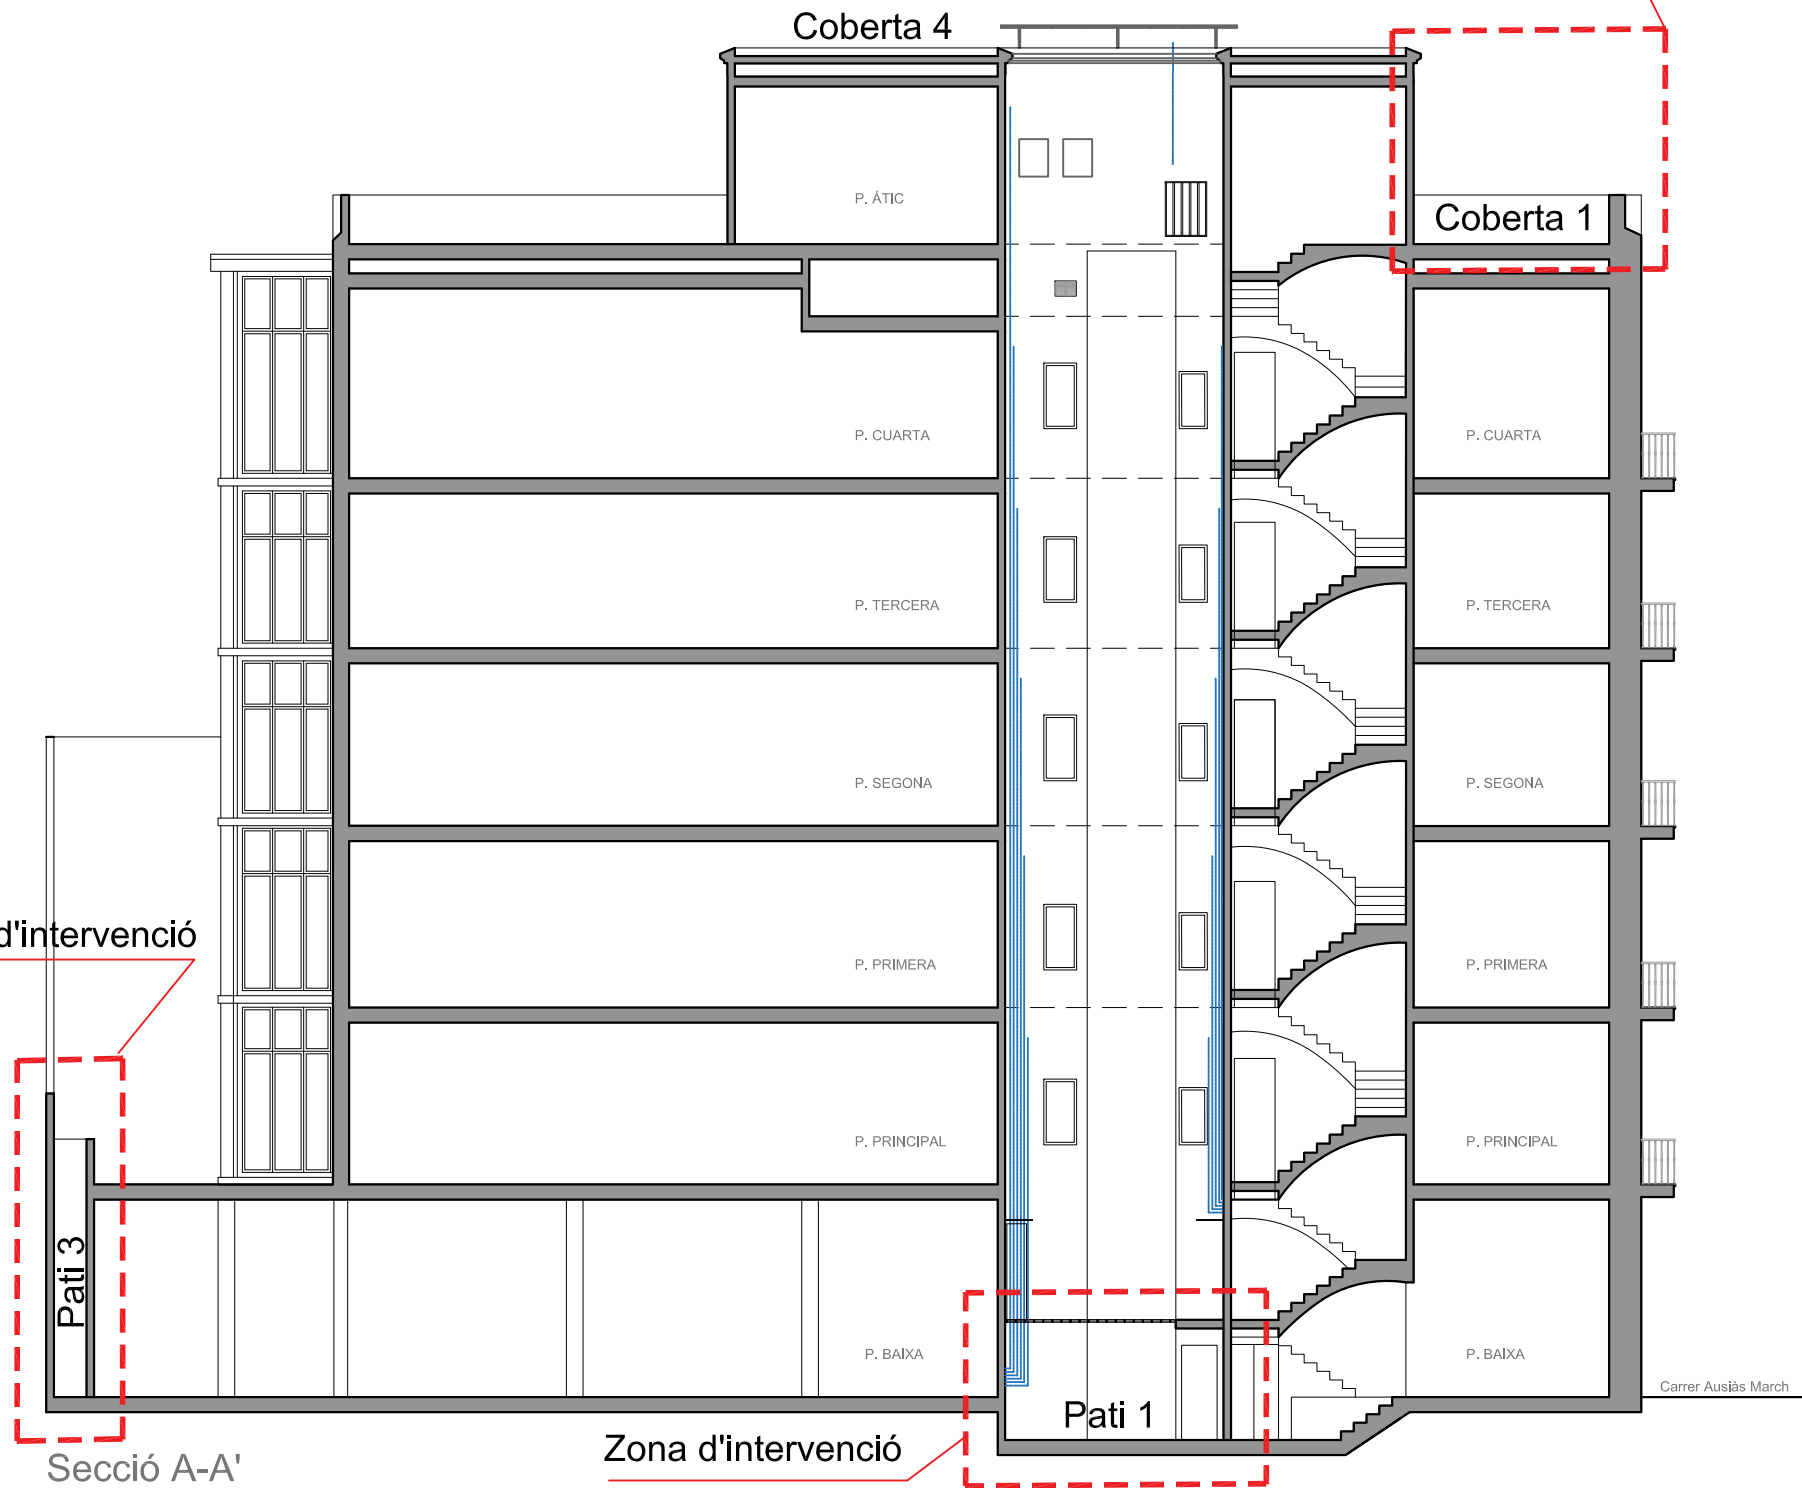 Coberta 4
P. ÁTIC
Coberta 1
P. CUARTA
P. CUARTA
P. TERCERA
P. TERCERA
P. SEGONA
P. SEGONA
d'intervenció
P. PRIMERA
P. PRIMERA
P. PRINCIPAL
P. PRINCIPAL
Pati 3
P. BAIXA
P. BAIXA
Carrer Ausiàs March
Pati 1
Zona d'intervenció
Secció A-A'